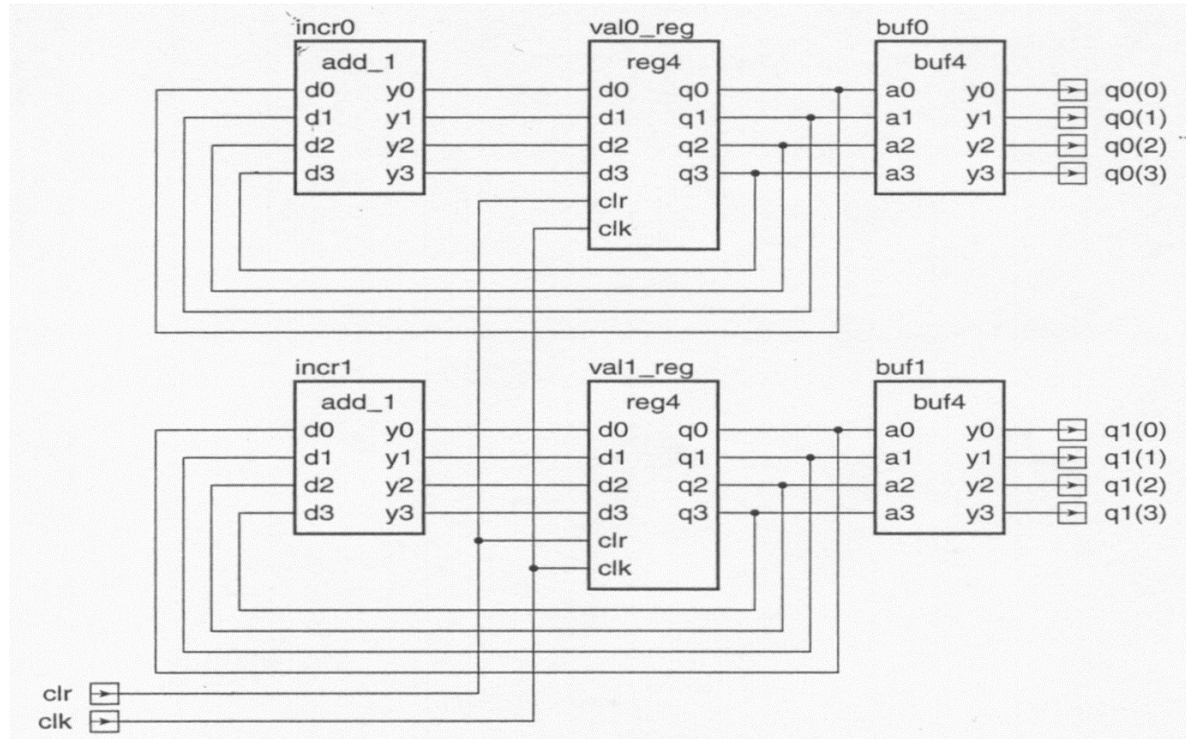 incr0 val0_reg buf0
add_1 reg4 buf4
d0 y0 d0 q0 a0 y0 q0(0)
d1 y1 d1 q1 a1 y1 q0(1)
d2 y2 d2 q2 a2 y2 q0(2)
d3 y3 d3 q3 a3 y3 q0(3)
clr
clk
incr1 val1_reg buf1
add_1 reg4 buf4
d0 y0 d0 q0 a0 y0 q1(0)
d1 y1 d1 q1 a1 y1 q1(1)
d2 y2 d2 q2 a2 y2 q1(2)
d3 y3 d3 q3 a3 y3 q1(3)
clr
clk
clr
clk